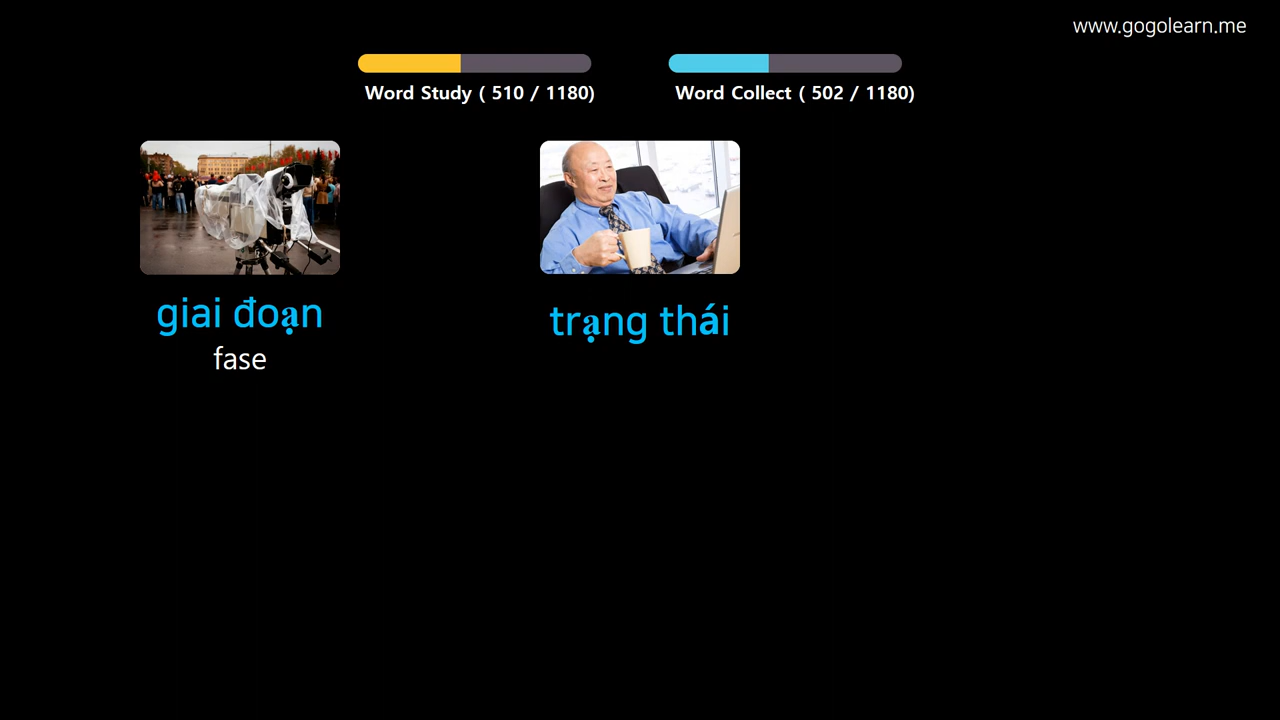 www.gogolearn.me
Word Study ( 510 / 1180)
Word Collect ( 502 / 1180)
giai đoạn
fase
trạng thái